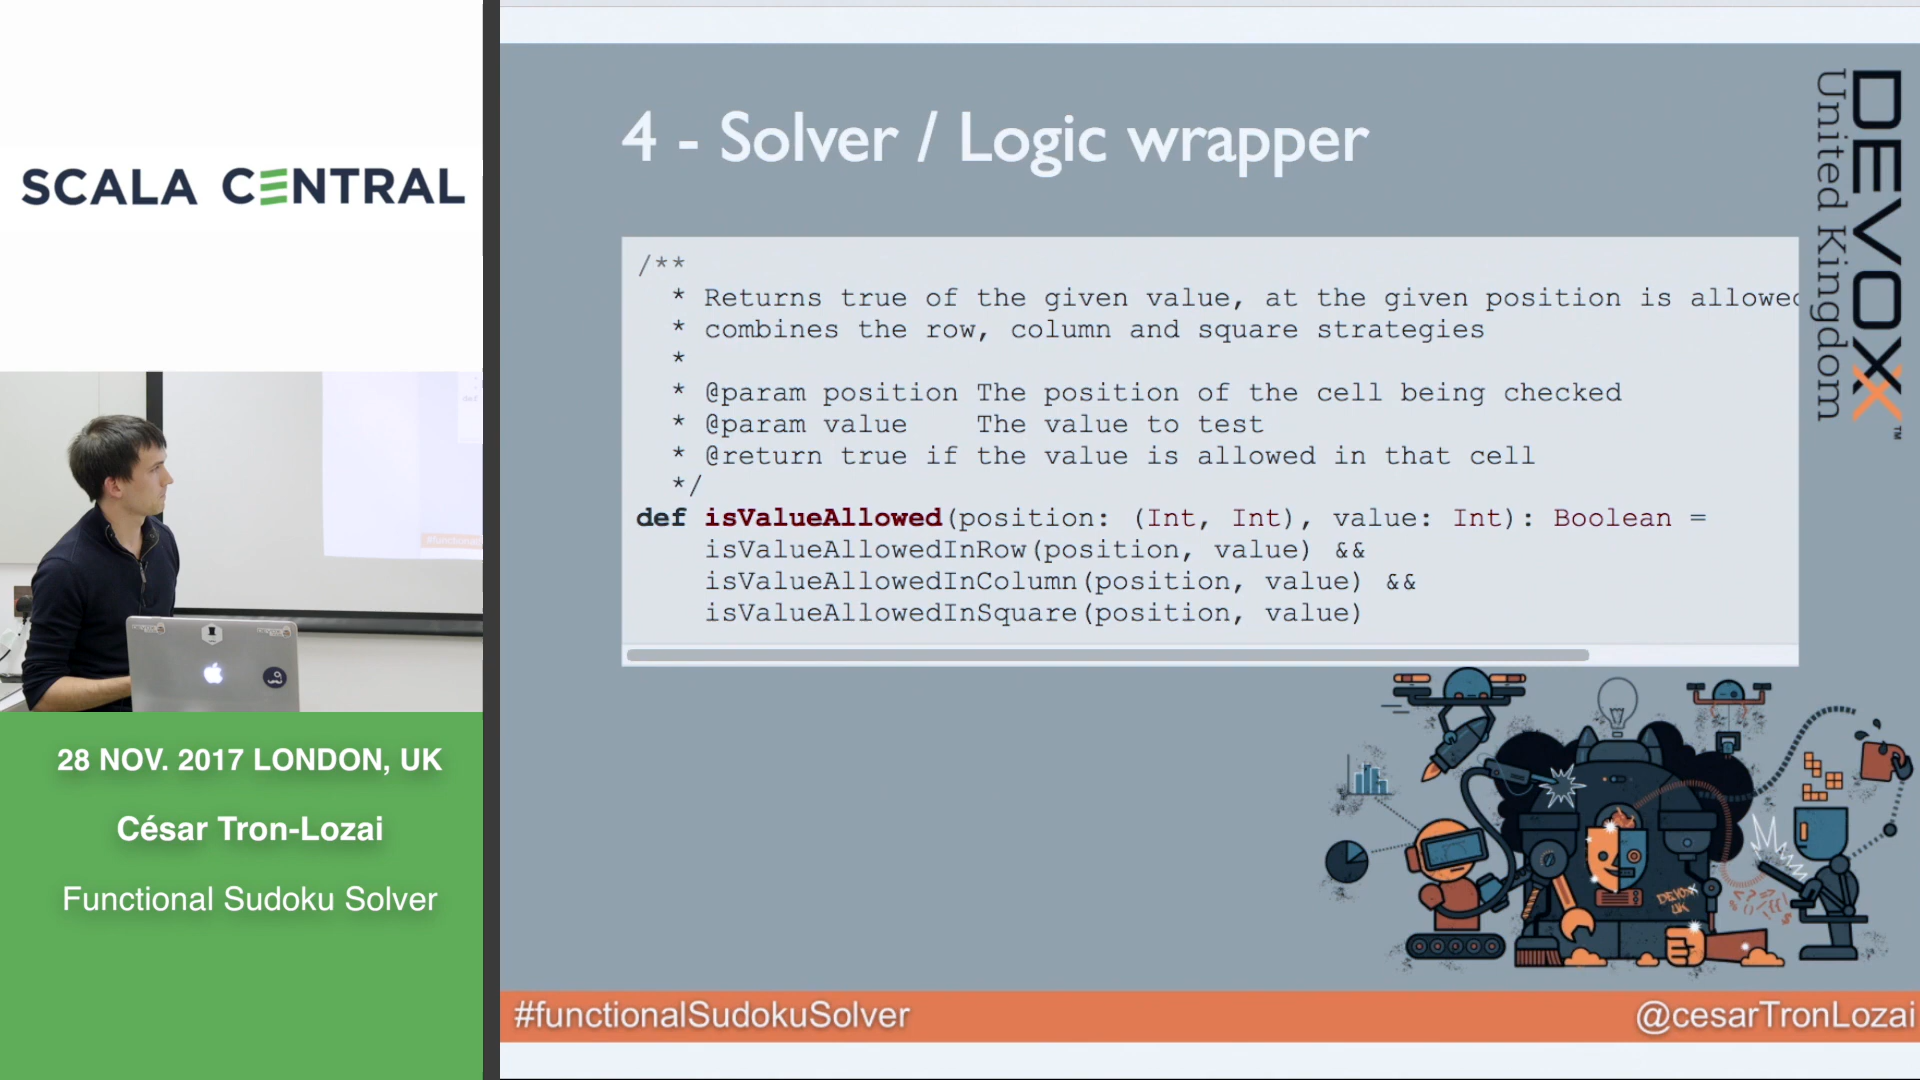 SCALA CENTRAL
28 NOV. 2017 LONDON, UK
César Tron-Lozai
Functional Sudoku Solver
4 - Solver / Logic wrapper
/**
* Returns true of the given value, at the given position is allowed
* combines the row, column and square strategies
*
* @param position The position of the cell being checked
* @param value    The value to test
* @return true if the value is allowed in that cell
*/
def isValueAllowed(position: (Int, Int), value: Int): Boolean =
isValueAllowedInRow(position, value) &&
isValueAllowedInColumn(position, value) &&
isValueAllowedInSquare(position, value)
DEVOXX™
United Kingdom
DEVOXX
UK
#functionalSudokuSolver
@cesarTronLozai